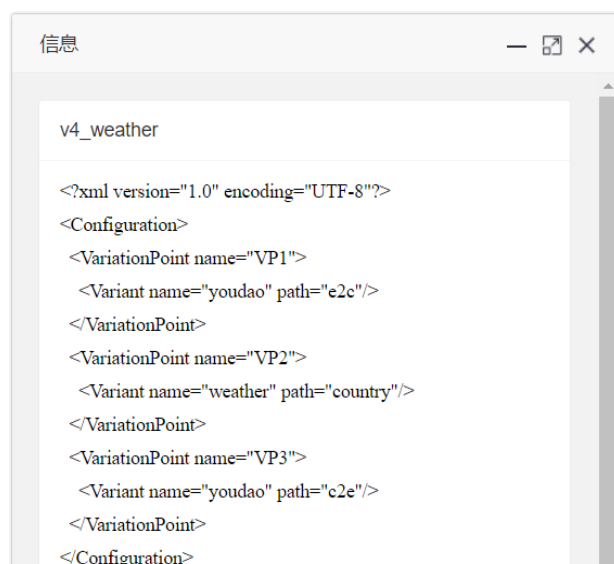 信息
v4_weather
<?xml version="1.0" encoding="UTF-8"?>
<Configuration>
<VariationPoint name="VP1">
<Variant name="youdao" path="e2c"/>
</VariationPoint>
<VariationPoint name="VP2">
<Variant name="weather" path="country"/>
</VariationPoint>
<VariationPoint name="VP3">
<Variant name="youdao" path="c2e"/>
</VariationPoint>
</Configuration>